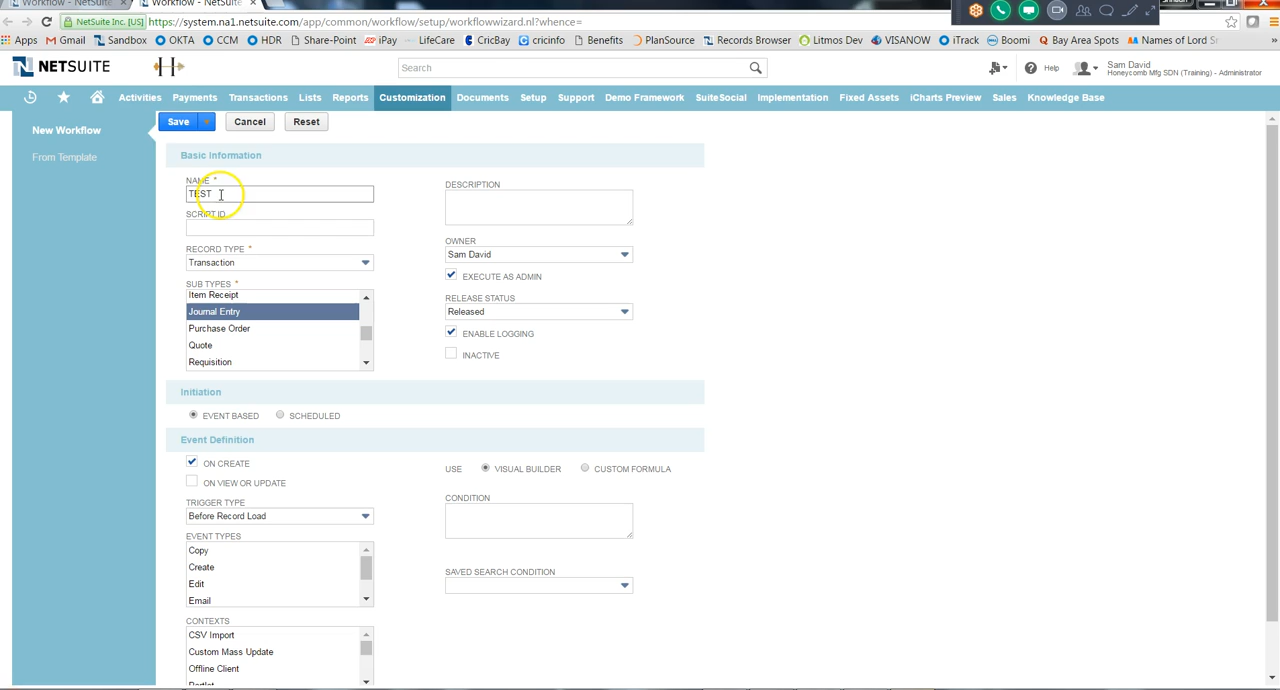 Workflow - NetSuite × Workflow - NetSuite ×
NetSuite Inc. [US] https://system.na1.netsuite.com/app/common/workflow/setup/workflowwizard.nl?whence=
Apps Gmail Sandbox OKTA CCM HDR Share-Point iPay LifeCare CricBay cricinfo Benefits PlanSource Records Browser Litmos Dev VISANOW iTrack Boomi Bay Area Spots Names of Lord S »
NETSUITE Search Help Sam David
Honeycomb Mfg SDN (Training) - Administrator
Activities Payments Transactions Lists Reports Customization Documents Setup Support Demo Framework SuiteSocial Implementation Fixed Assets iCharts Preview Sales Knowledge Base
New Workflow
From Template
Save Cancel Reset
Basic Information
NAME *
TEST
SCRIPT ID
RECORD TYPE *
Transaction
SUB TYPES *
Item Receipt
Journal Entry
Purchase Order
Quote
Requisition
DESCRIPTION
OWNER
Sam David
EXECUTE AS ADMIN
RELEASE STATUS
Released
ENABLE LOGGING
INACTIVE
Initiation
EVENT BASED SCHEDULED
Event Definition
ON CREATE
ON VIEW OR UPDATE
TRIGGER TYPE
Before Record Load
EVENT TYPES
Copy
Create
Edit
Email
CONTEXTS
CSV Import
Custom Mass Update
Offline Client
Portlet
USE VISUAL BUILDER CUSTOM FORMULA
CONDITION
SAVED SEARCH CONDITION